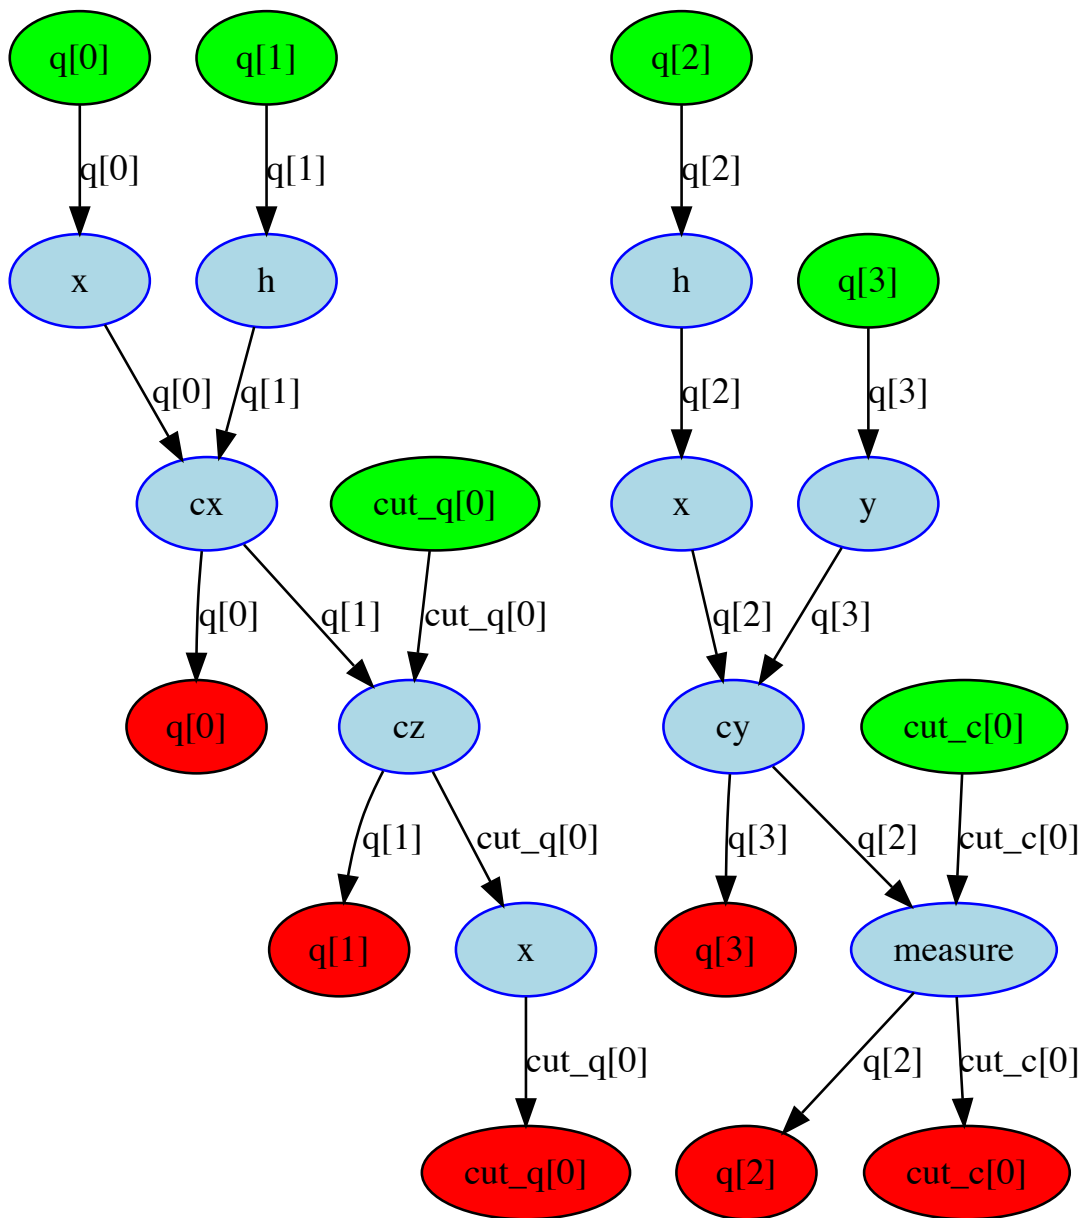 q[0] q[1] q[2]
q[0] q[1] q[2]
x h h q[3]
q[0] q[1] q[2] q[3]
cx cut_q[0] x y
q[0] q[1] cut_q[0] q[2] q[3]
q[0] cz cy cut_c[0]
q[1] cut_q[0] q[3] q[2] cut_c[0]
q[1] x q[3] measure
cut_q[0] q[2] cut_c[0]
cut_q[0] q[2] cut_c[0]